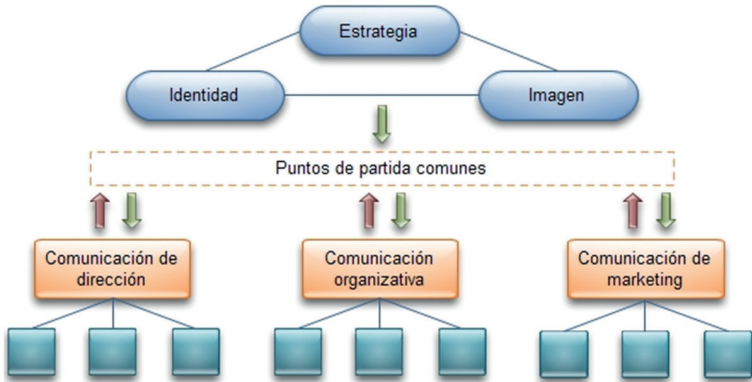 Estrategia
Identidad
Imagen
Puntos de partida comunes
Comunicación de
dirección
Comunicación
organizativa
Comunicación de
marketing